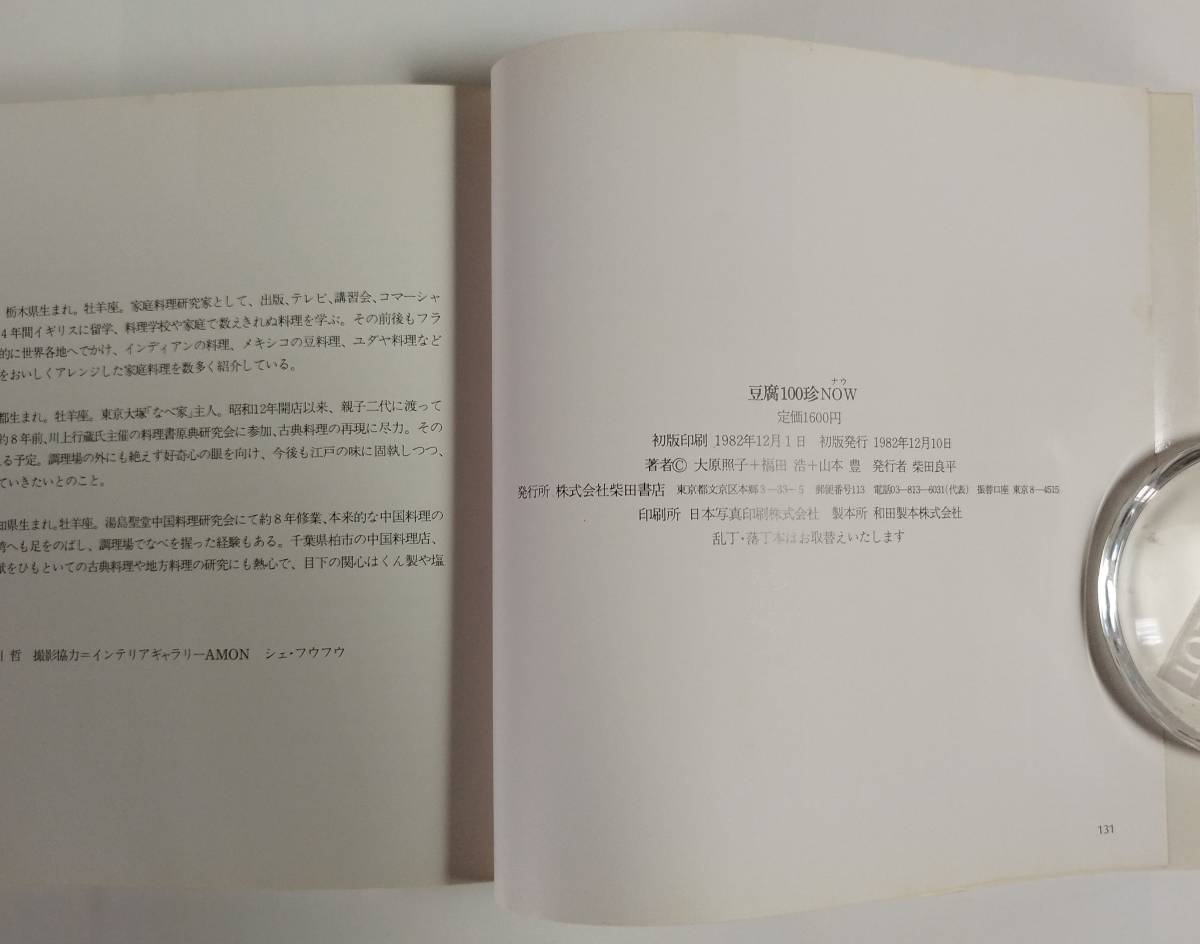 栃木県生まれ。牡羊座。家庭料理研究家として、出版、テレビ、講習会、コマーシャ
4年間イギリスに留学、料理学校や家庭で数えきれぬ料理を学ぶ。その前後もフラ
的に世界各地へでかけ、インディアンの料理、メキシコの豆料理、ユダヤ料理など
をおいしくアレンジした家庭料理を数多く紹介している。
都生まれ。牡羊座。東京大塚「なべ家」主人。昭和12年開店以来、親子二代に渡って
約8年前、川上行蔵氏主催の料理書原典研究会に参加、古典料理の再現に尽力。その
る予定。調理場の外にも絶えず好奇心の眼を向け、今後も江戸の味に固執しつつ、
ていきたいとのこと。
知県生まれ。牡羊座。湯島聖堂中国料理研究会にて約8年修業、本来的な中国料理の
湾へも足をのばし、調理場でなべを握った経験もある。千葉県柏市の中国料理店、
献をひもといての古典料理や地方料理の研究にも熱心で、目下の関心はくん製や塩
哲 撮影協力=インテリアギャラリーAMON シェ・フウフウ
ナウ
豆腐100珍NOW
定価1600円
初版印刷 1982年12月1日 初版発行 1982年12月10日
著者© 大原照子+福田 浩+山本 豊 発行者 柴田良平
発行所 株式会社柴田書店 東京都文京区本郷3-33-5 郵便番号113 電話03-813-6031(代表) 振替口座 東京8-4515
印刷所 日本写真印刷株式会社 製本所 和田製本株式会社
乱丁・落丁本はお取替えいたします
131